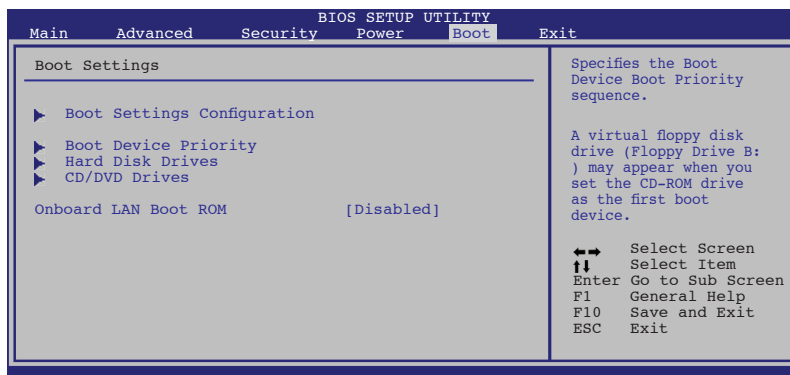 BIOS SETUP UTILITY
Main Advanced Security Power Boot Exit
Boot Settings
Boot Settings Configuration
Boot Device Priority
Hard Disk Drives
CD/DVD Drives
Onboard LAN Boot ROM [Disabled]
Specifies the Boot
Device Boot Priority
sequence.
A virtual floppy disk
drive (Floppy Drive B:
) may appear when you
set the CD-ROM drive
as the first boot
device.
←→ Select Screen
↑↓ Select Item
Enter Go to Sub Screen
F1 General Help
F10 Save and Exit
ESC Exit